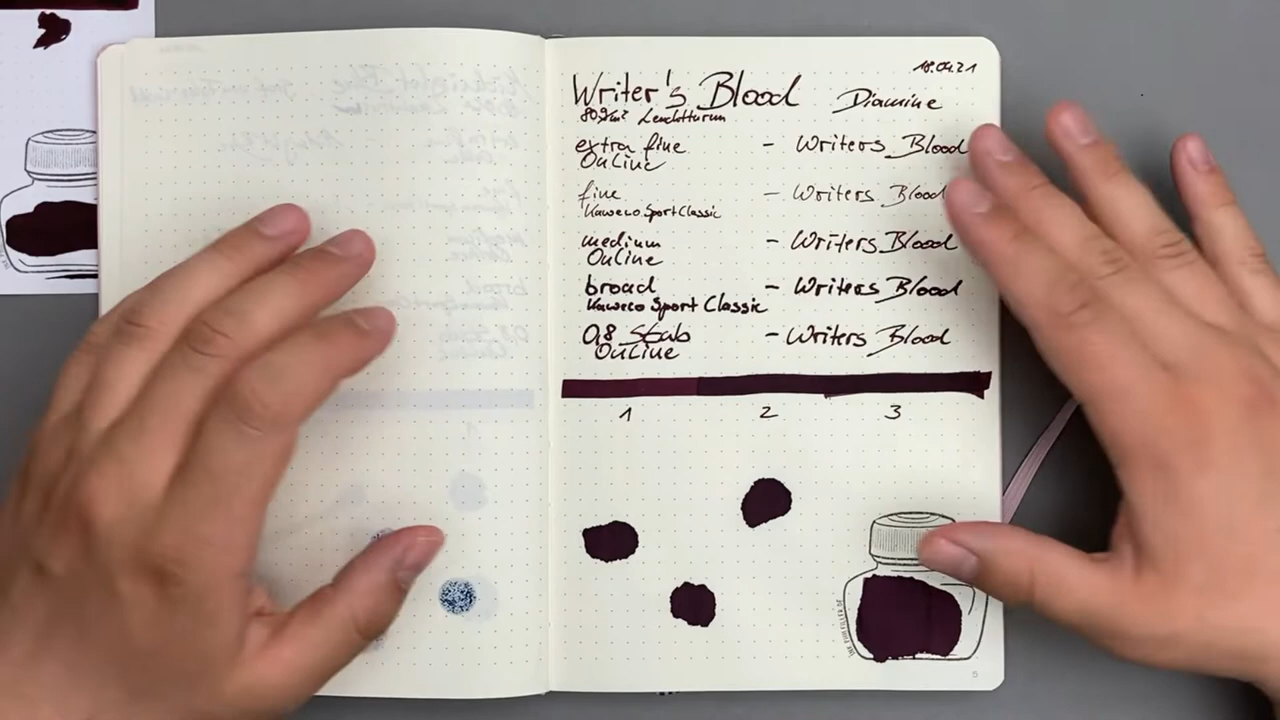 18.04.21
Writer's Blood Diamine
80g/m² Leuchtturm
extra fine - Writers Blood
OnLine
fine - Writers Blood
Kaweco Sport Classic
medium - Writers Blood
OnLine
broad - Writers Blood
Kaweco Sport Classic
0,8 Stub - Writers Blood
OnLine
1 2 3
5